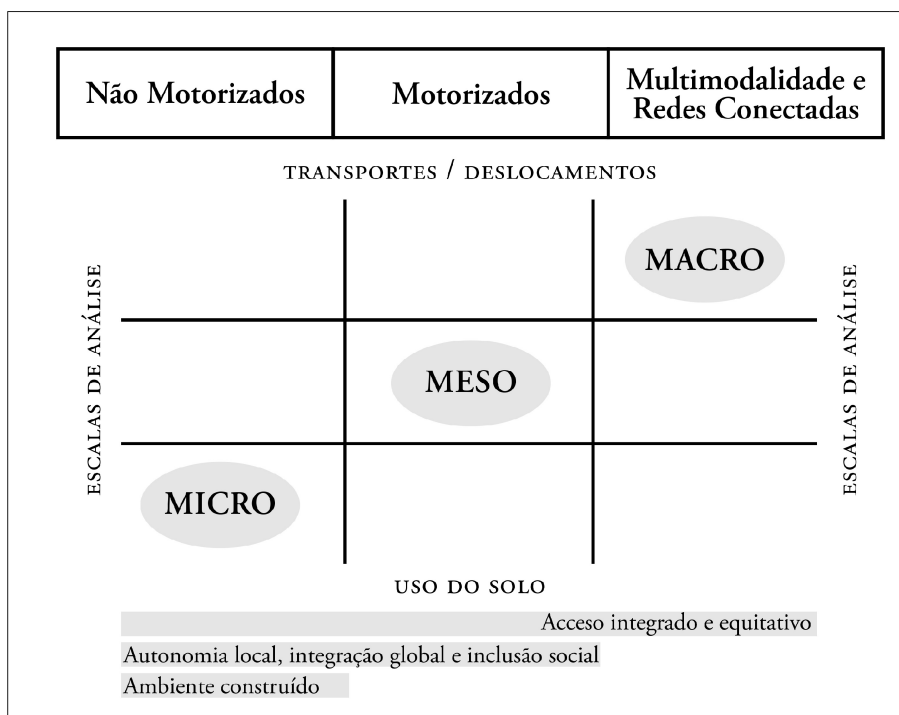 Não Motorizados
Motorizados
Multimodalidade e
Redes Conectadas
TRANSPORTES / DESLOCAMENTOS
ESCALAS DE ANÁLISE
MACRO
MESO
MICRO
ESCALAS DE ANÁLISE
USO DO SOLO
Acceso integrado e equitativo
Autonomia local, integração global e inclusão social
Ambiente construído